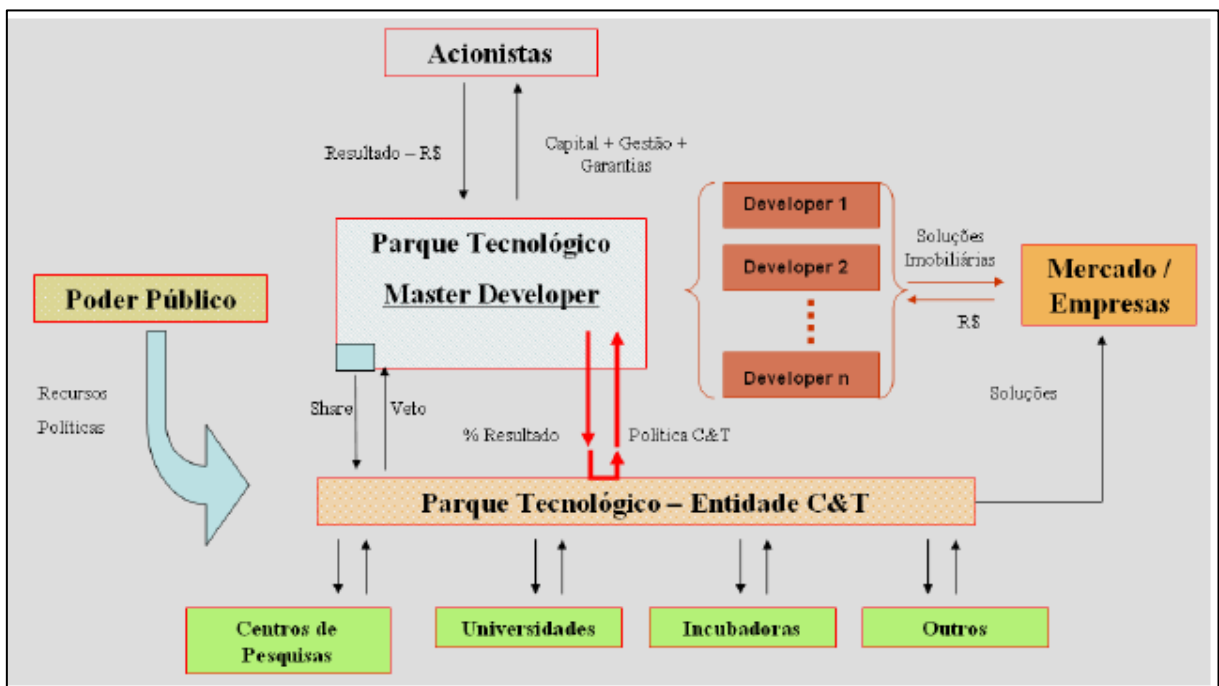 Acionistas
Resultado – R$
Capital + Gestão +
Garantias
Parque Tecnológico
Master Developer
Developer 1
Developer 2
Developer n
Soluções
Imobiliárias
R$
Mercado /
Empresas
Poder Público
Recursos
Políticas
Share
Veto
% Resultado
Política C&T
Soluções
Parque Tecnológico – Entidade C&T
Centros de
Pesquisas
Universidades
Incubadoras
Outros